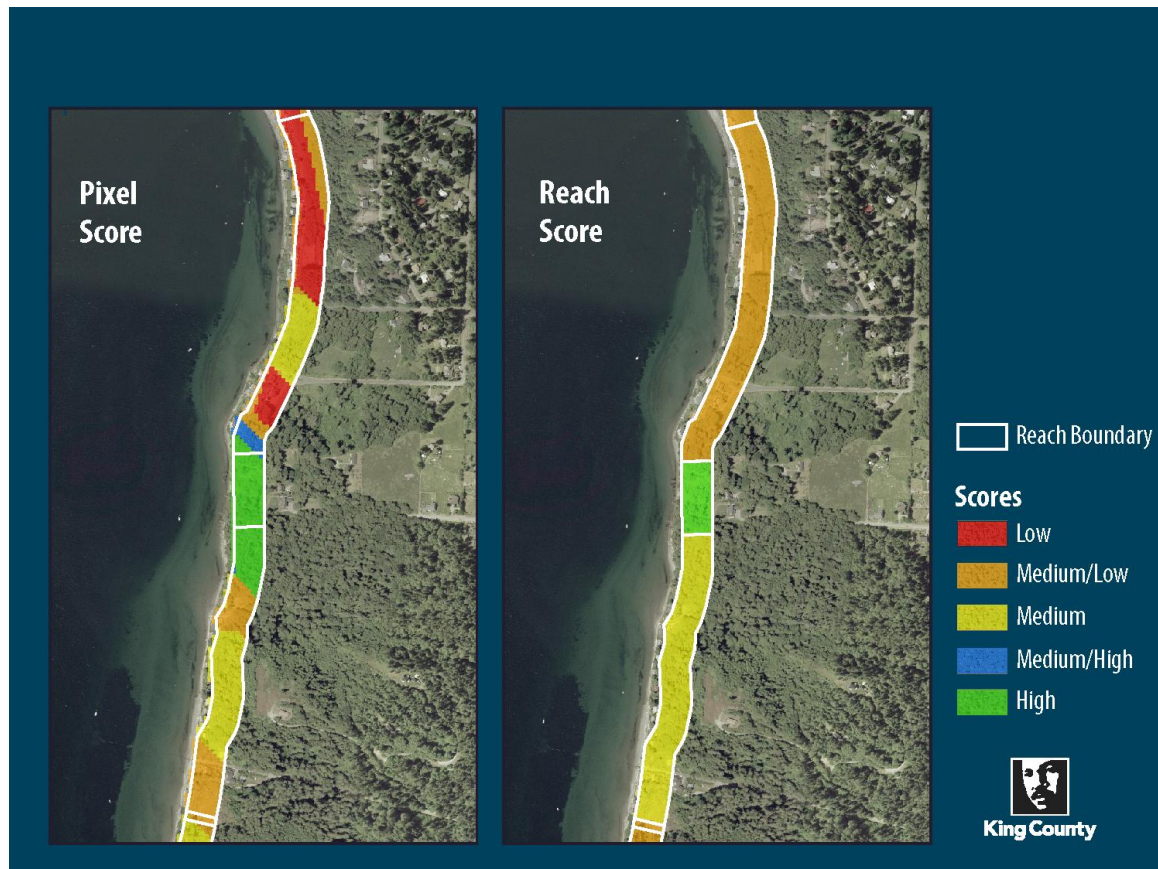 Pixel
Score
Reach
Score
Reach Boundary
Scores
Low
Medium/Low
Medium
Medium/High
High
King County